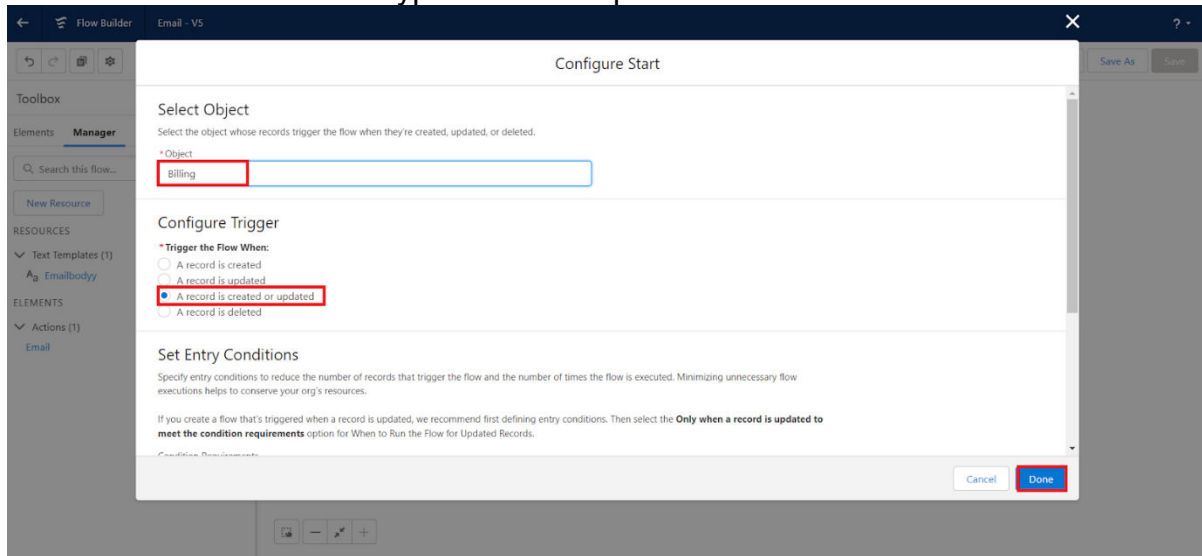 Flow Builder Email - V5
? 
Save As Save
Configure Start
Toolbox
Elements Manager
Search this flow...
New Resource
RESOURCES
Text Templates (1)
Emailbodyy
ELEMENTS
Actions (1)
Email
Select Object
Select the object whose records trigger the flow when they're created, updated, or deleted.
*Object
Billing
Configure Trigger
*Trigger the Flow When:
A record is created
A record is updated
A record is created or updated
A record is deleted
Set Entry Conditions
Specify entry conditions to reduce the number of records that trigger the flow and the number of times the flow is executed. Minimizing unnecessary flow
executions helps to conserve your org's resources.
If you create a flow that's triggered when a record is updated, we recommend first defining entry conditions. Then select the Only when a record is updated to
meet the condition requirements option for When to Run the Flow for Updated Records.
Condition Requirements
Cancel Done